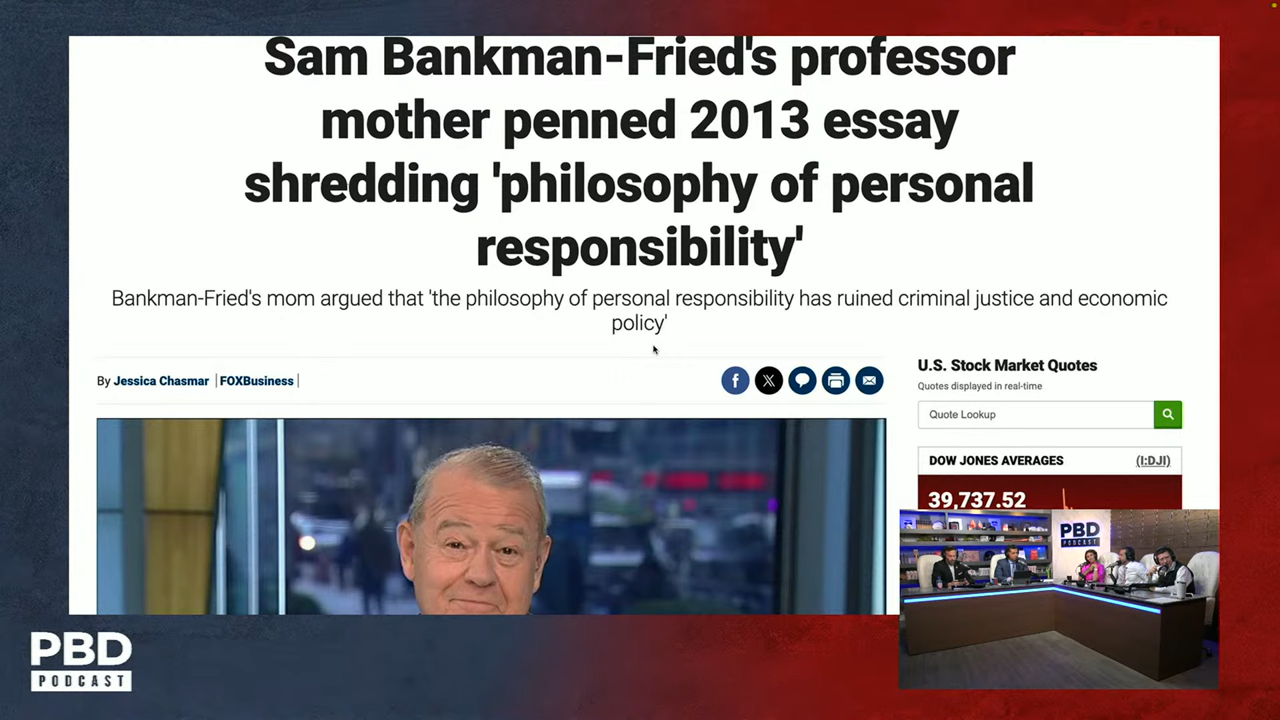 Sam Bankman-Fried's professor
mother penned 2013 essay
shredding 'philosophy of personal
responsibility'
Bankman-Fried's mom argued that 'the philosophy of personal responsibility has ruined criminal justice and economic
policy'
By Jessica Chasmar | FOXBusiness |
U.S. Stock Market Quotes
Quotes displayed in real-time
Quote Lookup
DOW JONES AVERAGES (I:DJI)
39,737.52
PBD
PODCAST
PBD
PODCAST